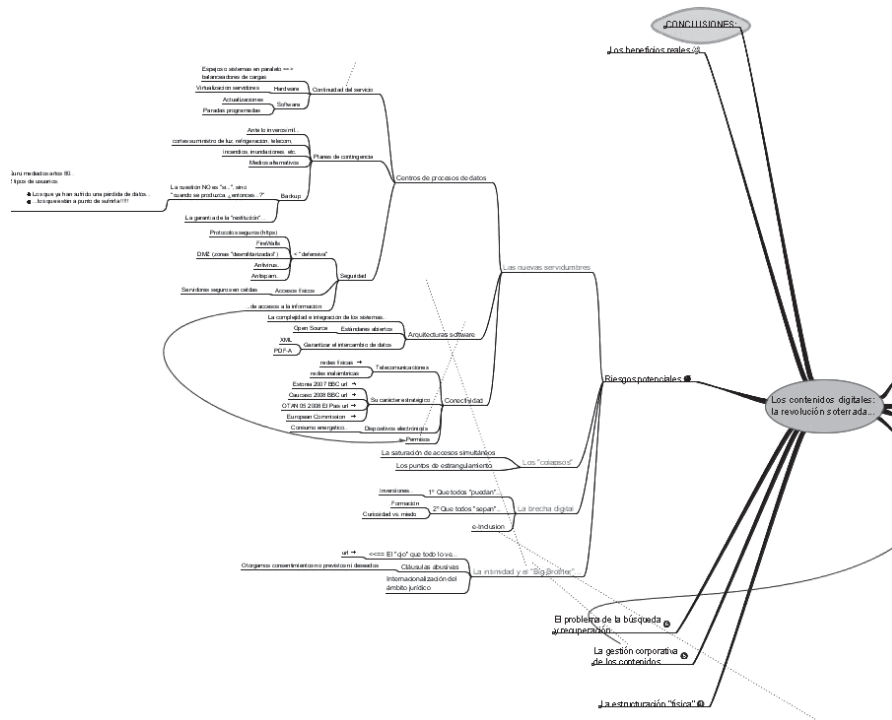 CONCLUSIONES:
Los beneficios reales
Los contenidos digitales:
la revolución soterrada...
Riesgos potenciales
Las nuevas servidumbres
Centros de procesos de datos
Continuidad del servicio
Espejos o sistemas en paralelo ==>
balanceadores de cargas
Hardware
Virtualización servidores
Software
Actualizaciones
Paradas programadas
Planes de contingencia
Ante lo inverosímil...
cortes suministro de luz, refrigeración, telecom,
incendios, inundaciones, etc.
Medios alternativos
Backup
La cuestión NO es "si...", sino
"cuando se produzca ¿entonces...?"
mediados años 80..
tipos de usuarios:
Los que ya han sufrido una pérdida de datos...
...los que están a punto de sufrirla!!!!!
La garantía de la "restitución"
Seguridad
< "defensiva"
Protocolos seguros (https)
FireWalls
DMZ (zonas "desmilitarizadas")
Antivirus..
Antispam..
Accesos físicos
Servidores seguros en celdas
...de accesos a la información
Arquitecturas software
La complejidad e integración de los sistemas..
Estándares abiertos
Open Source
Garantizar el intercambio de datos
XML
PDF-A
Conectividad
Telecomunicaciones
redes físicas
redes inalámbricas
Su carácter estratégico
Estonia 2007 BBC url
Caucaso 2008 BBC url
OTAN 05 2008 El País url
European Commission
Dispositivos electrónicos
Consumo energético..
Permisos
Los "colapsos"
La saturación de accesos simultáneos
Los puntos de estrangulamiento
La brecha digital
1º Que todos "puedan"...
Inversiones..
2º Que todos "sepan"...
Formación
Curiosidad vs. miedo
e-Inclusion
La intimidad y el "Big Brother"...
<=== El "ojo" que todo lo ve...
url
Cláusulas abusivas
Otorgamos consentimientos no previstos ni deseados
Internacionalización del
ámbito jurídico
El problema de la búsqueda
y recuperación
La gestión corporativa
de los contenidos
La estructuración "física"